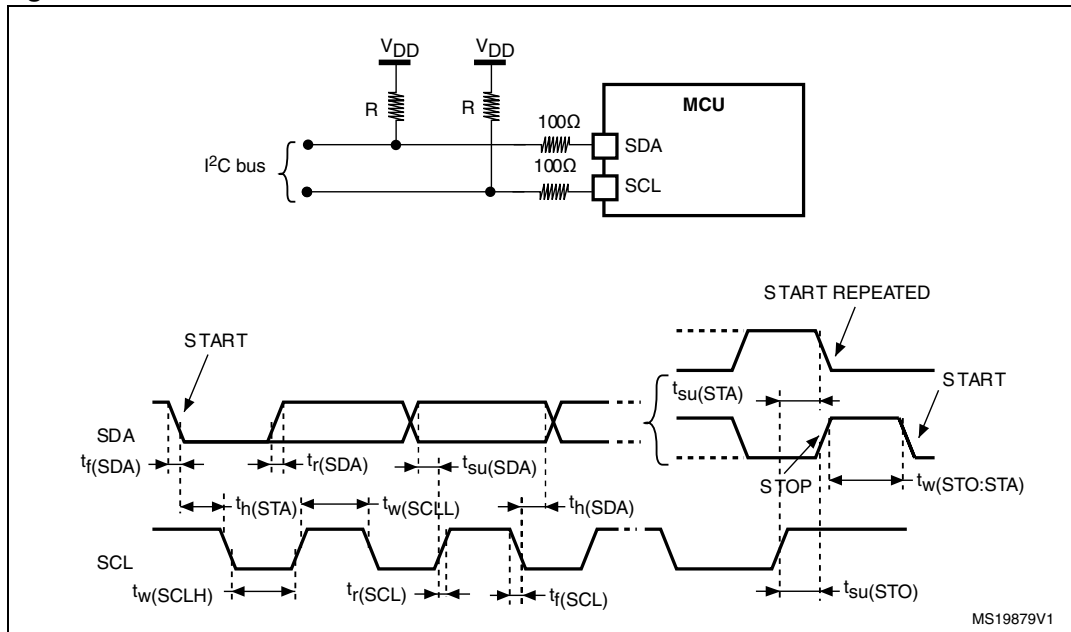 VDD
VDD
R
R
MCU
100Ω
SDA
100Ω
SCL
I²C bus
START REPEATED
START
START
tsu(STA)
SDA
tf(SDA)
tr(SDA)
tsu(SDA)
STOP
tw(STO:STA)
th(STA)
tw(SCLL)
th(SDA)
SCL
tw(SCLH)
tr(SCL)
tf(SCL)
tsu(STO)
MS19879V1